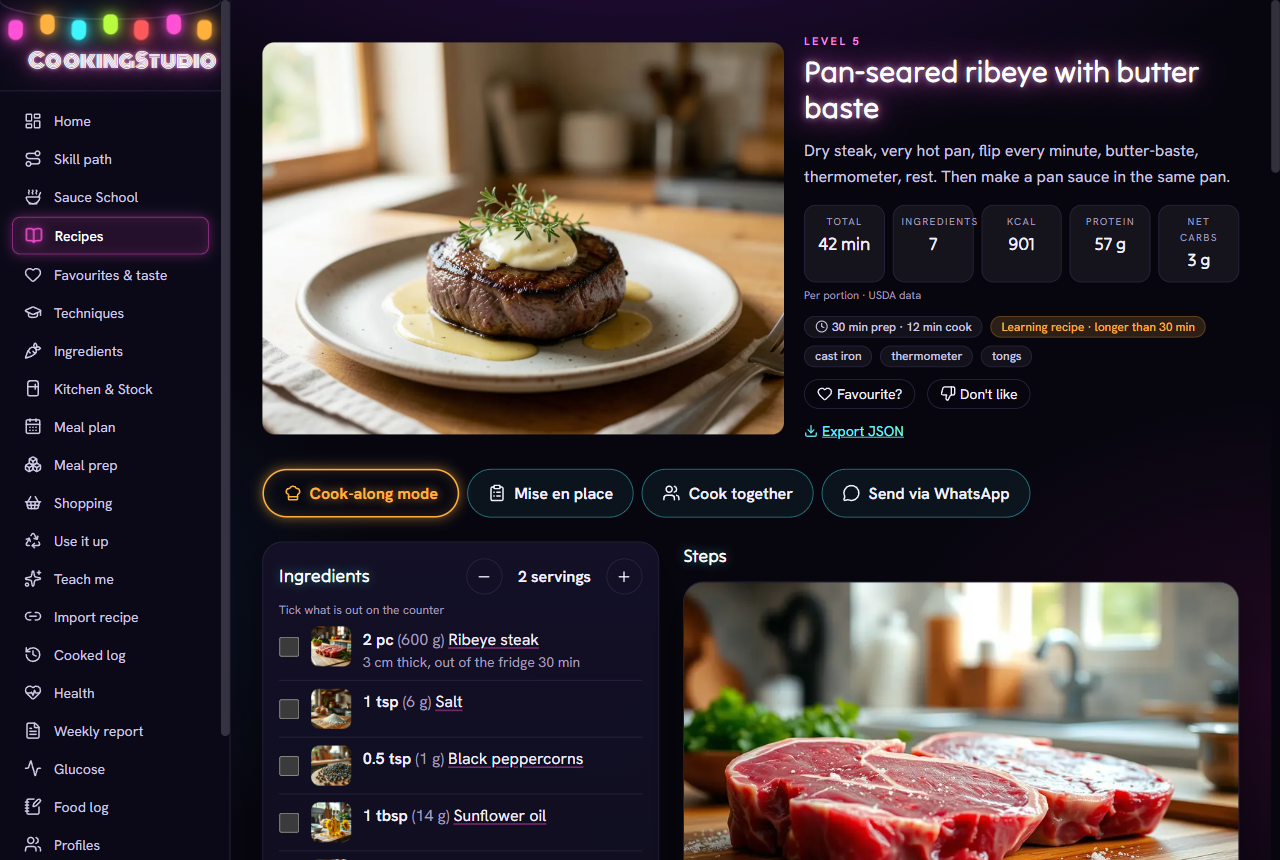 CookingStudio
Home
Skill path
Sauce School
Recipes
Favourites & taste
Techniques
Ingredients
Kitchen & Stock
Meal plan
Meal prep
Shopping
Use it up
Teach me
Import recipe
Cooked log
Health
Weekly report
Glucose
Food log
Profiles
LEVEL 5
Pan-seared ribeye with butter
baste
Dry steak, very hot pan, flip every minute, butter-baste,
thermometer, rest. Then make a pan sauce in the same pan.
TOTAL
42 min
INGREDIENTS
7
KCAL
901
PROTEIN
57 g
NET
CARBS
3 g
Per portion · USDA data
30 min prep · 12 min cook
Learning recipe · longer than 30 min
cast iron
thermometer
tongs
Favourite?
Don't like
Export JSON
Cook-along mode
Mise en place
Cook together
Send via WhatsApp
Ingredients
− 2 servings +
Tick what is out on the counter
2 pc (600 g) Ribeye steak
3 cm thick, out of the fridge 30 min
1 tsp (6 g) Salt
0.5 tsp (1 g) Black peppercorns
1 tbsp (14 g) Sunflower oil
Steps